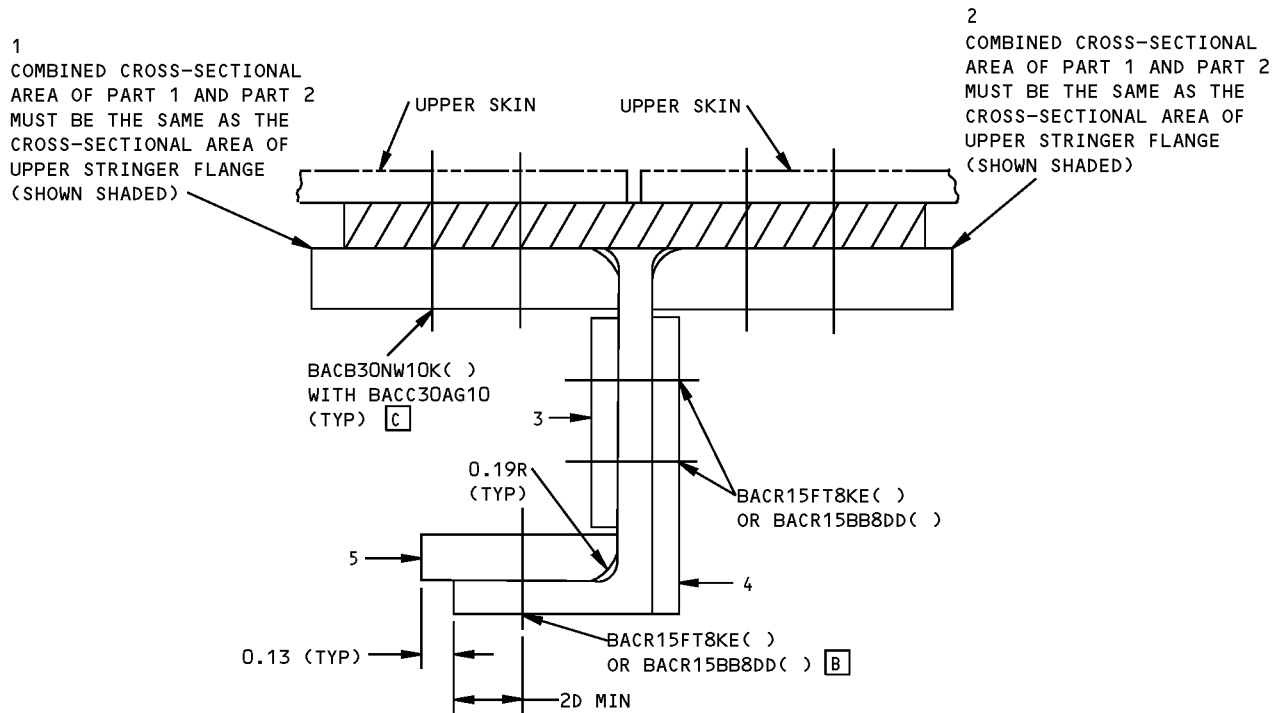 1
COMBINED CROSS-SECTIONAL
AREA OF PART 1 AND PART 2
MUST BE THE SAME AS THE
CROSS-SECTIONAL AREA OF
UPPER STRINGER FLANGE
(SHOWN SHADED)
2
COMBINED CROSS-SECTIONAL
AREA OF PART 1 AND PART 2
MUST BE THE SAME AS THE
CROSS-SECTIONAL AREA OF
UPPER STRINGER FLANGE
(SHOWN SHADED)
UPPER SKIN
UPPER SKIN
BACB30NW10K( )
WITH BACC30AG10
(TYP) C
3
0.19R
(TYP)
BACR15FT8KE( )
OR BACR15BB8DD( )
5
4
BACR15FT8KE( )
OR BACR15BB8DD( ) B
0.13 (TYP)
2D MIN